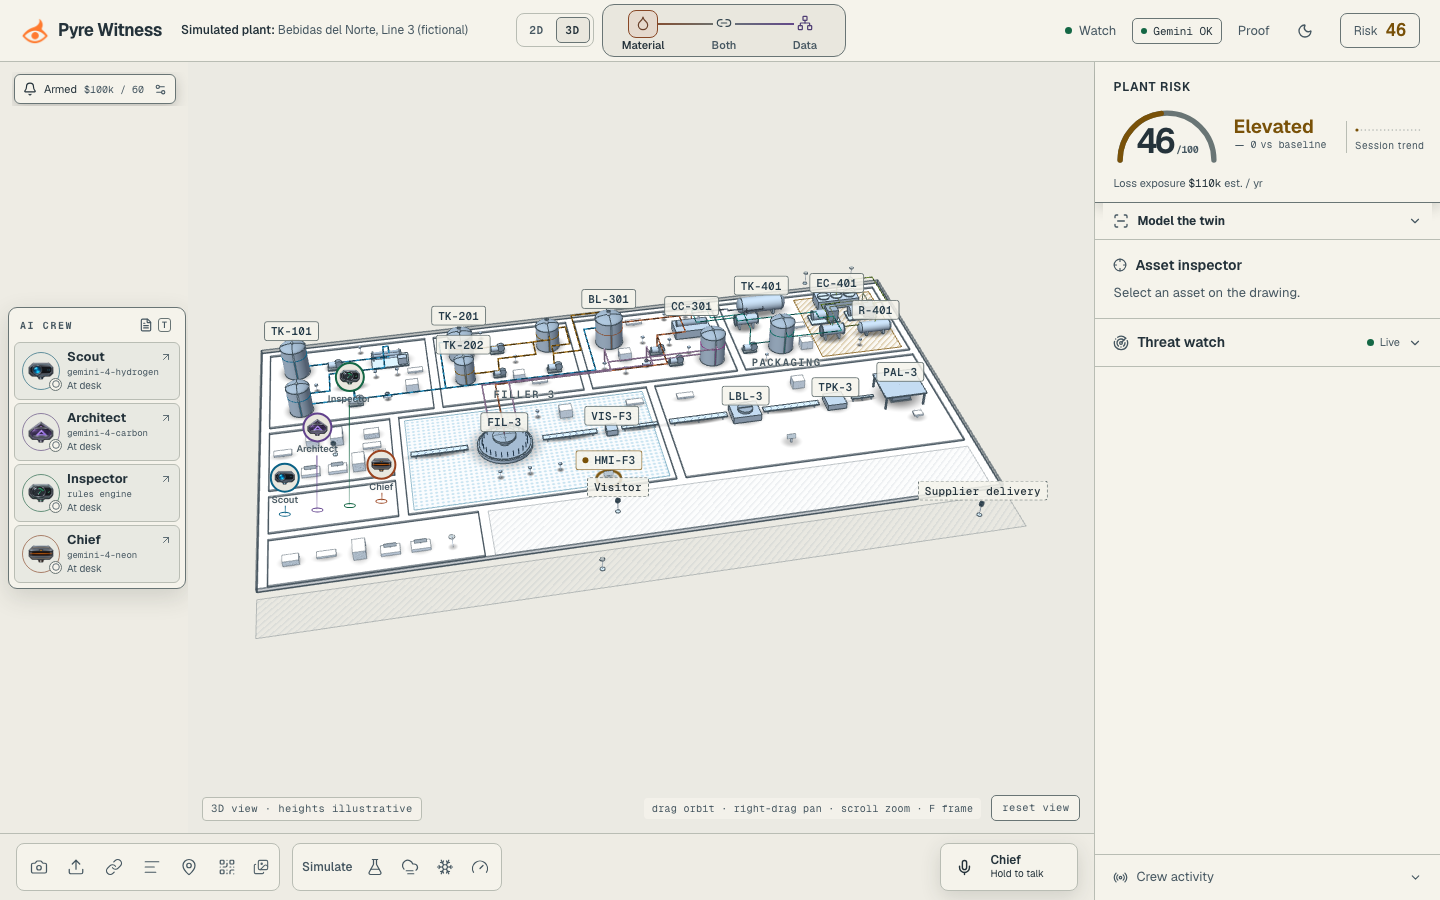 Pyre Witness
Simulated plant: Bebidas del Norte, Line 3 (fictional)
2D 3D
Material Both Data
Watch
Gemini OK
Proof
Risk 46
Armed $100k / 60
AI CREW T
Scout
gemini-4-hydrogen
At desk
Architect
gemini-4-carbon
At desk
Inspector
rules engine
At desk
Chief
gemini-4-neon
At desk
TK-101
TK-201
TK-202
BL-301
CC-301
TK-401
EC-401
R-401
PACKAGING
FILLER-3
Inspector
Architect
Scout
Chief
FIL-3
VIS-F3
LBL-3
TPK-3
PAL-3
HMI-F3
Visitor
Supplier delivery
3D view · heights illustrative
drag orbit · right-drag pan · scroll zoom · F frame
reset view
Simulate
Chief
Hold to talk
PLANT RISK
46 /100
Elevated
— 0 vs baseline
Session trend
Loss exposure $110k est. / yr
Model the twin
Asset inspector
Select an asset on the drawing.
Threat watch
Live
Crew activity